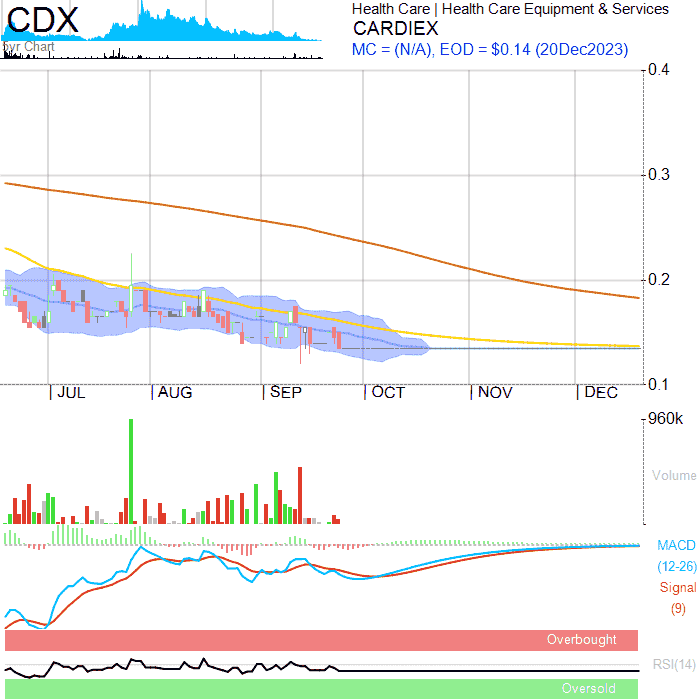 CDX
5yr Chart
Health Care | Health Care Equipment & Services
CARDIEX
MC = (N/A), EOD = $0.14 (20Dec2023)
0.4
0.3
0.2
0.1
JUL
AUG
SEP
OCT
NOV
DEC
960k
Volume
MACD
(12-26)
Signal
(9)
Overbought
RSI(14)
Oversold